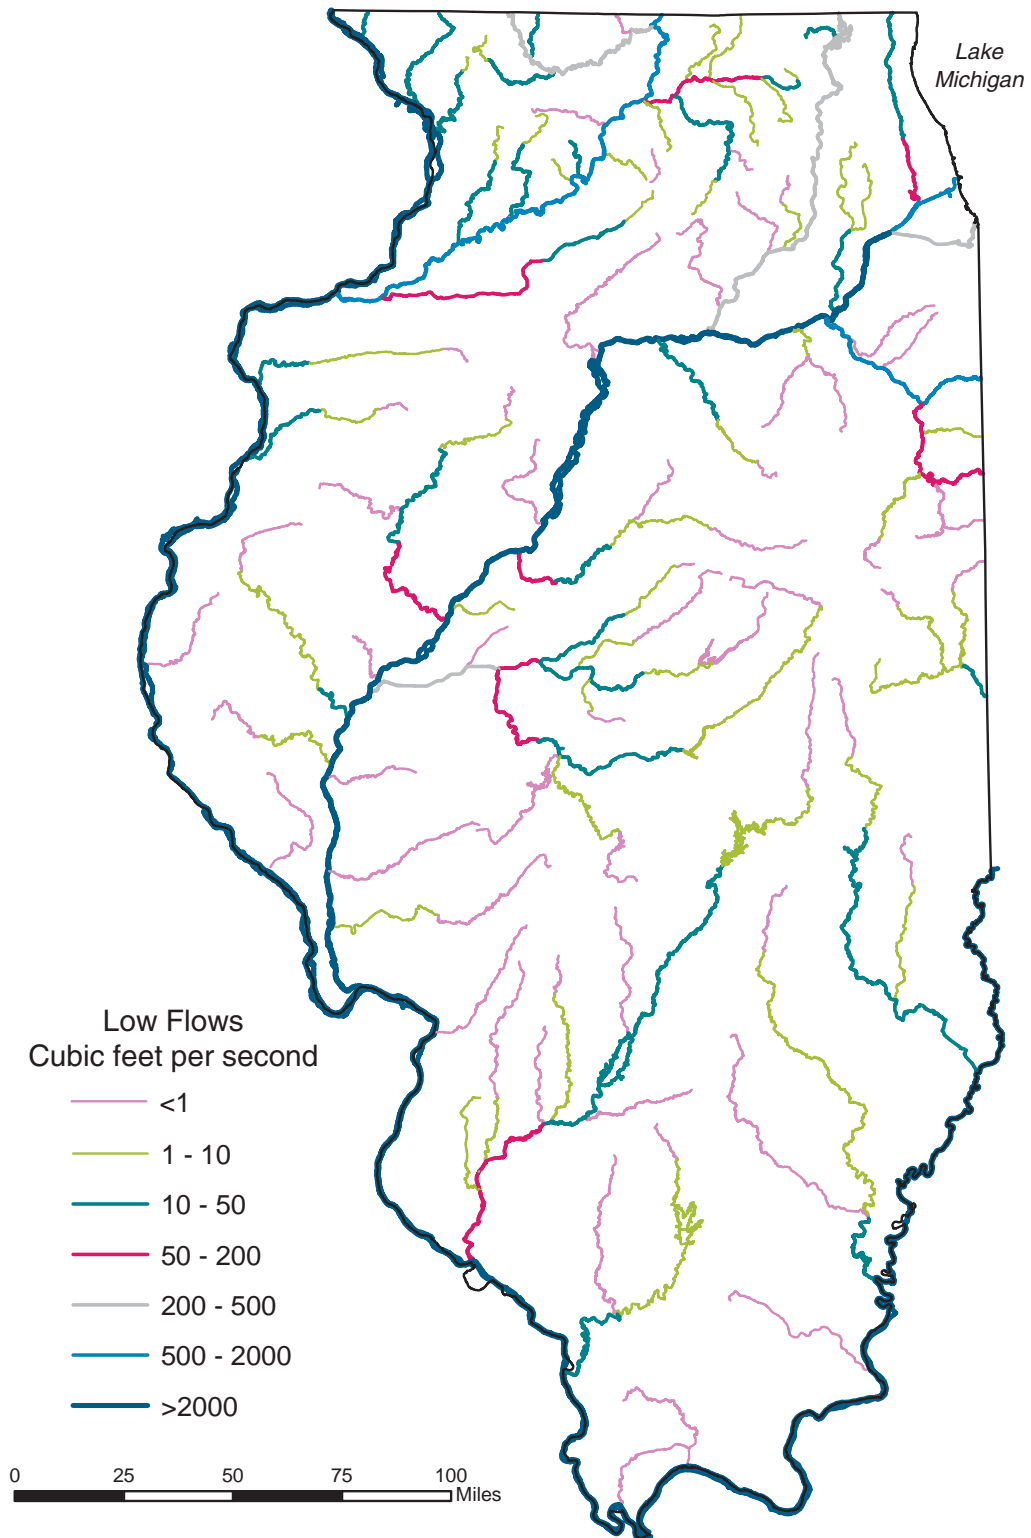 Lake
Michigan
Low Flows
Cubic feet per second
<1
1 - 10
10 - 50
50 - 200
200 - 500
500 - 2000
>2000
0 25 50 75 100
Miles